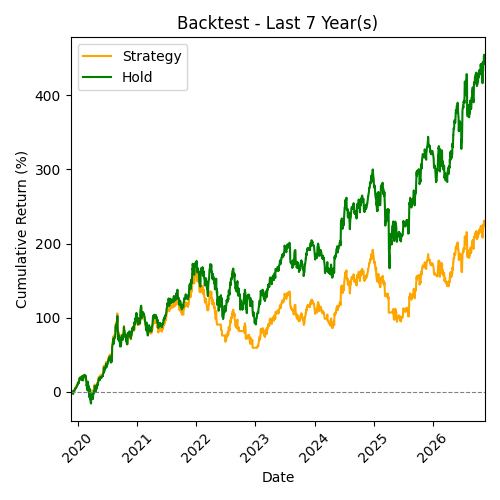 Backtest - Last 7 Year(s)
Strategy
Hold
Cumulative Return (%)
400
300
200
100
0
2020
2021
2022
2023
2024
2025
2026
Date